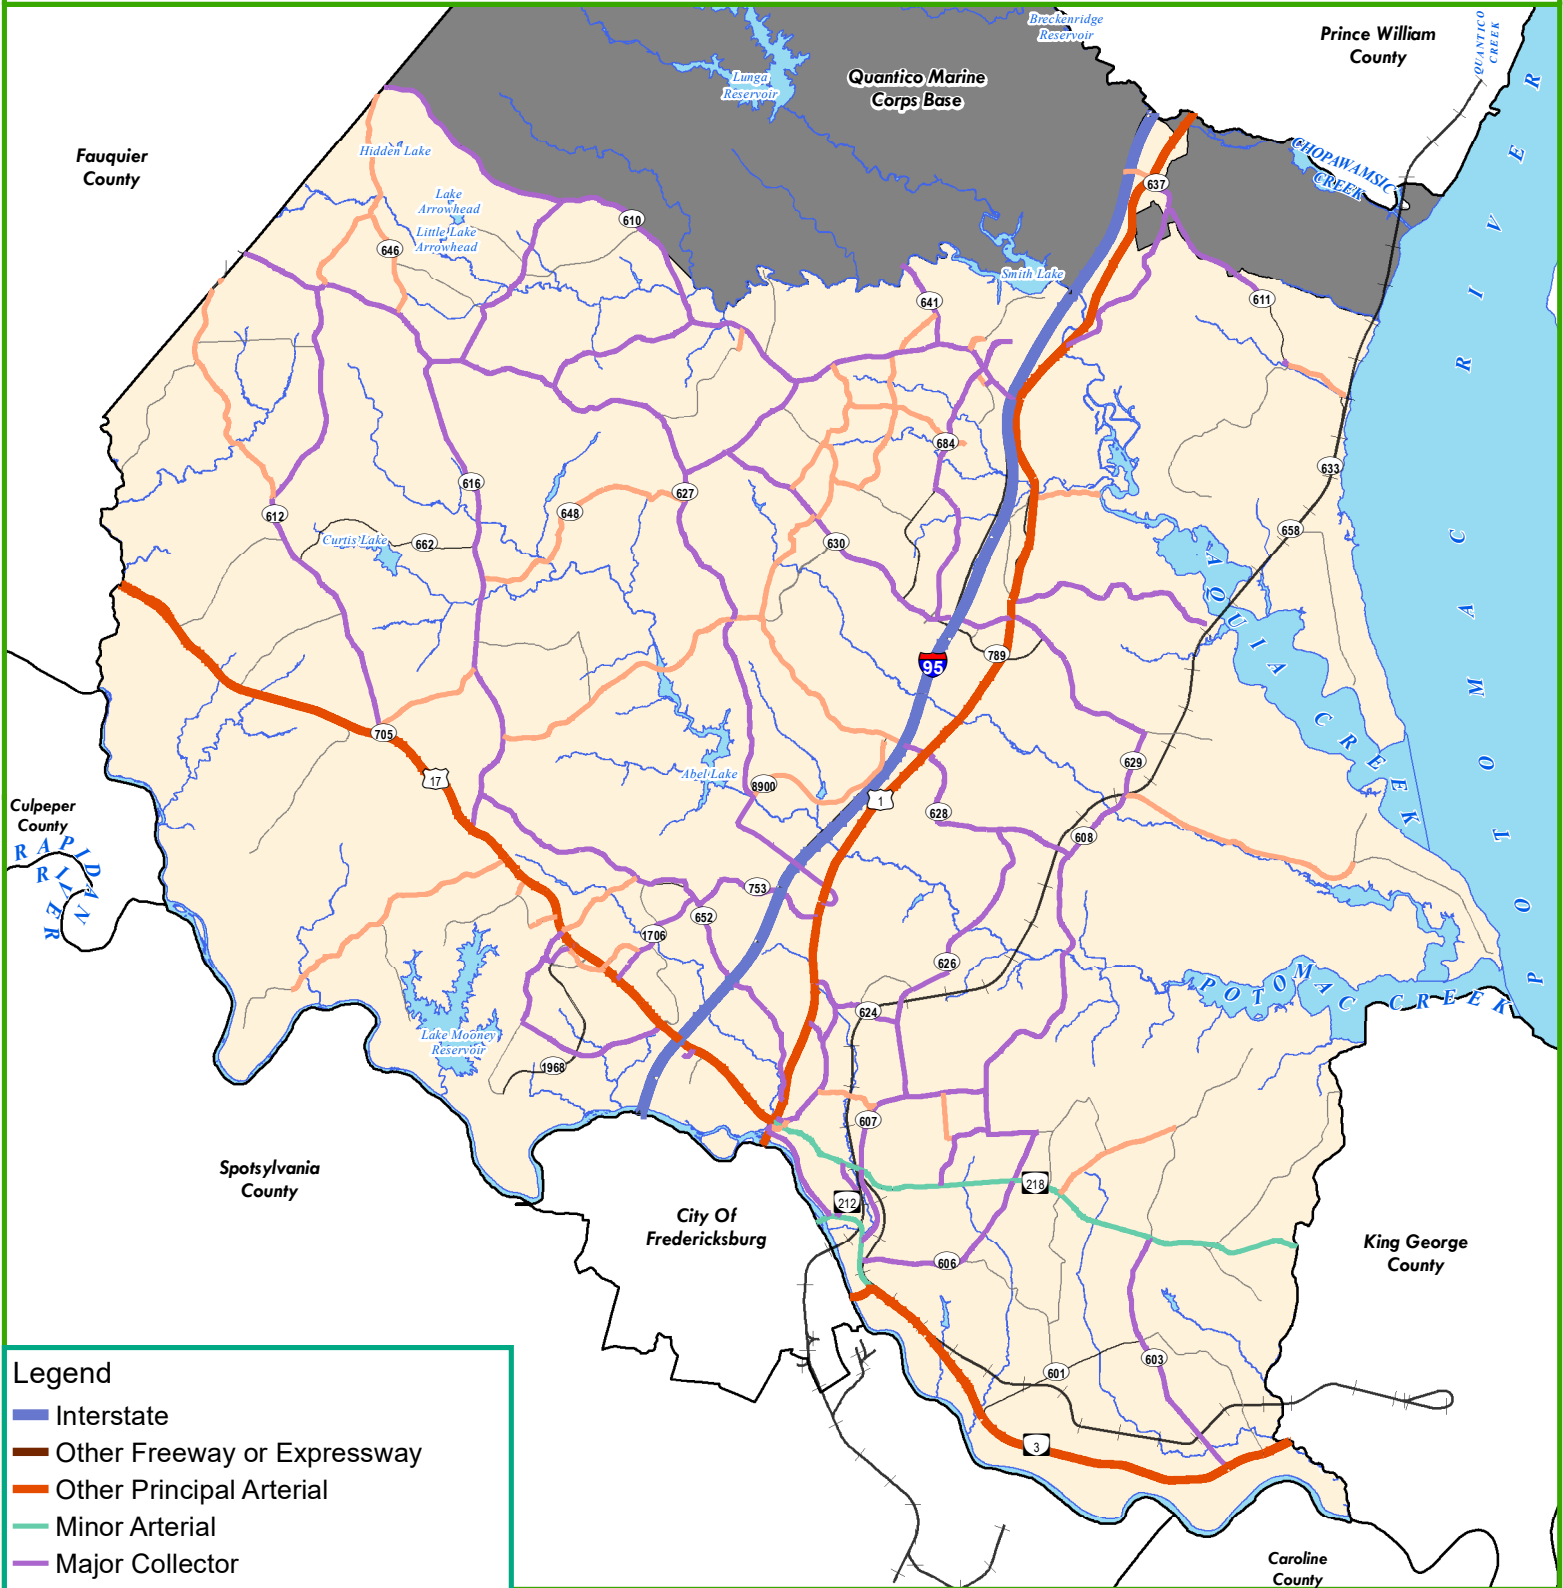 Breckenridge
Reservoir
Prince William
County
QUANTICO
CREEK
Lunga
Reservoir
Quantico Marine
Corps Base
Fauquier
County
Hidden Lake
CHOPAWAMSIC
CREEK
637
Lake
Arrowhead
Little Lake
Arrowhead
610
646
Smith Lake
641
611
684
633
616
627
612
648
658
Curtis Lake
662
630
AQUIA CREEK
POTOMAC RIVER
789
95
705
17
629
Abel Lake
8900
1
628
Culpeper
County
RAPIDAN
RIVER
608
753
652
1706
626
POTOMAC CREEK
624
Lake Mooney
Reservoir
1968
607
Spotsylvania
County
218
212
City Of
Fredericksburg
King George
County
606
603
601
3
Caroline
County
Legend
Interstate
Other Freeway or Expressway
Other Principal Arterial
Minor Arterial
Major Collector